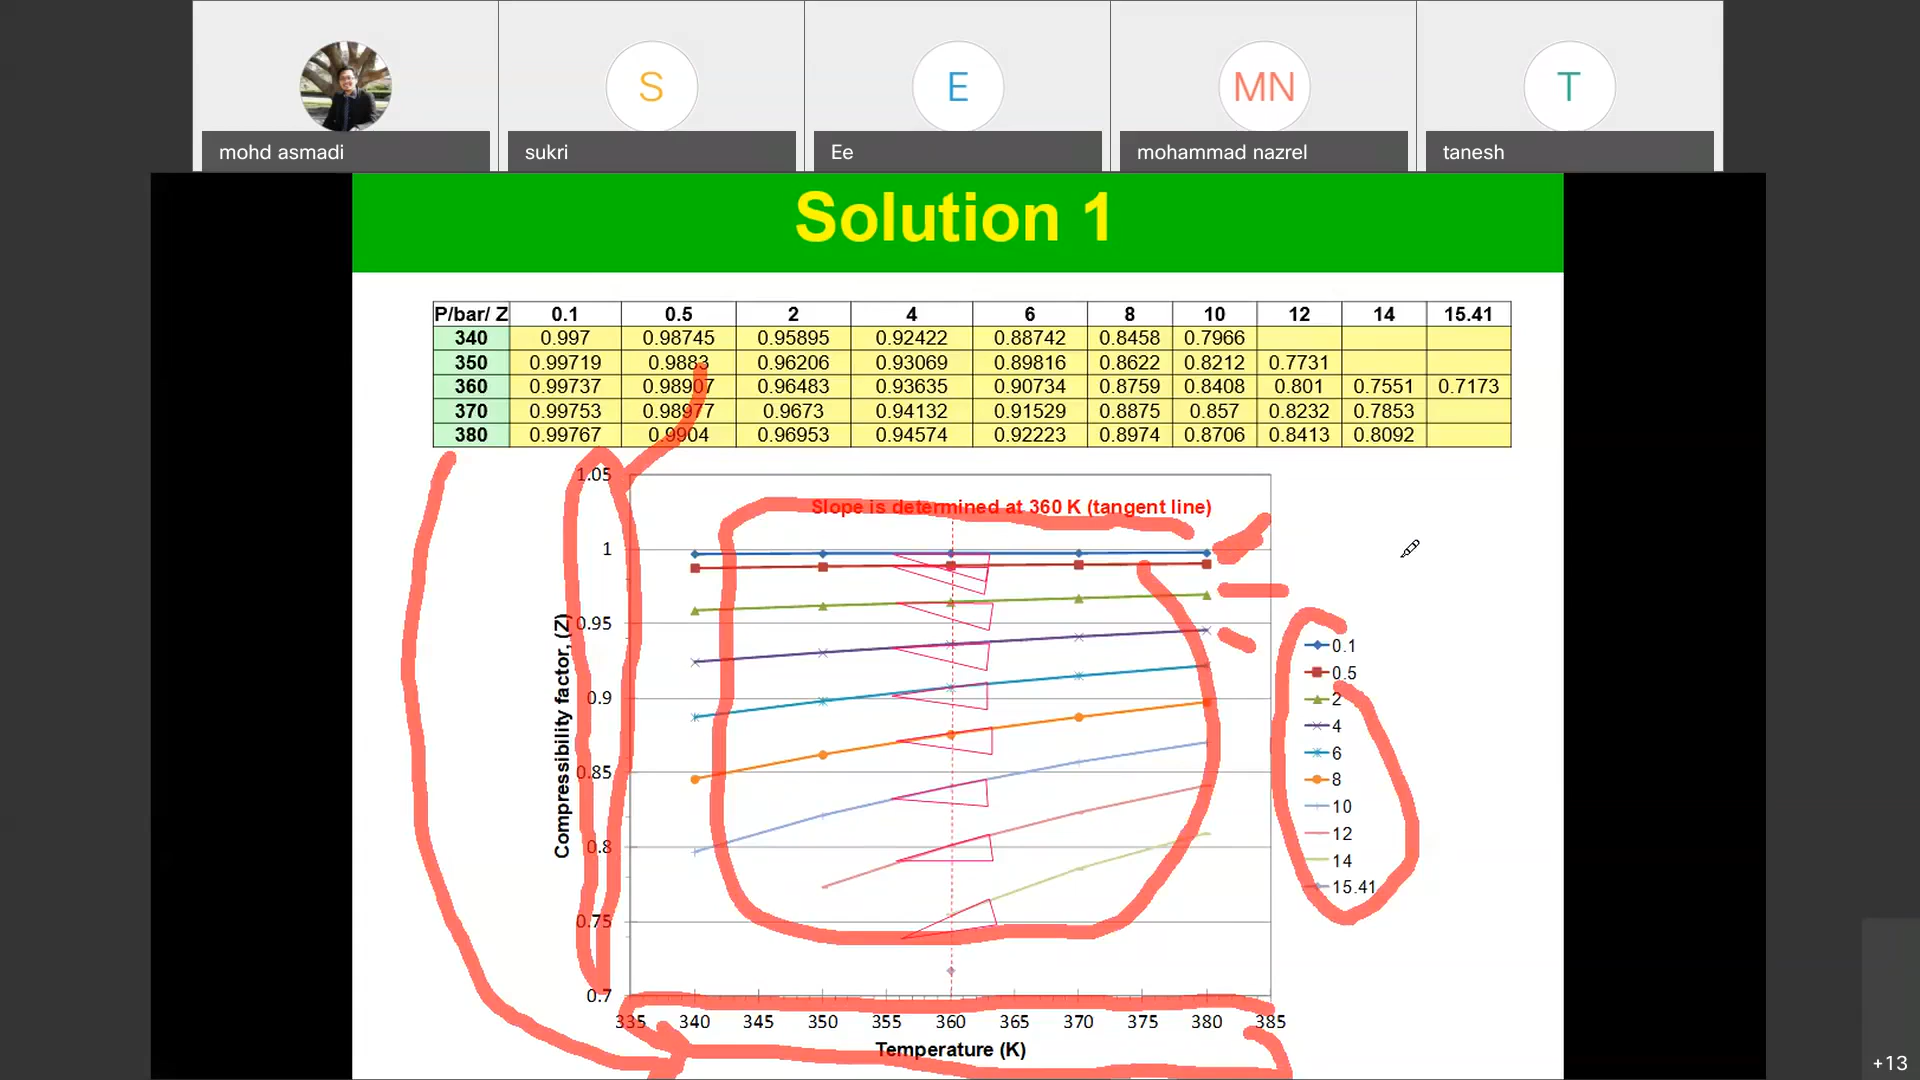 S
E
MN
T
mohd asmadi
sukri
Ee
mohammad nazrel
tanesh
Solution 1
P/bar/ Z 0.1 0.5 2 4 6 8 10 12 14 15.41
340 0.997 0.98745 0.95895 0.92422 0.88742 0.8458 0.7966
350 0.99719 0.9883 0.96206 0.93069 0.89816 0.8622 0.8212 0.7731
360 0.99737 0.98907 0.96483 0.93635 0.90734 0.8759 0.8408 0.801 0.7551 0.7173
370 0.99753 0.98977 0.9673 0.94132 0.91529 0.8875 0.857 0.8232 0.7853
380 0.99767 0.9904 0.96953 0.94574 0.92223 0.8974 0.8706 0.8413 0.8092
Slope is determined at 360 K (tangent line)
Compressibility factor, (Z)
1.05
1
0.95
0.9
0.85
0.8
0.75
0.7
335 340 345 350 355 360 365 370 375 380 385
Temperature (K)
0.1
0.5
2
4
6
8
10
12
14
15.41
+13